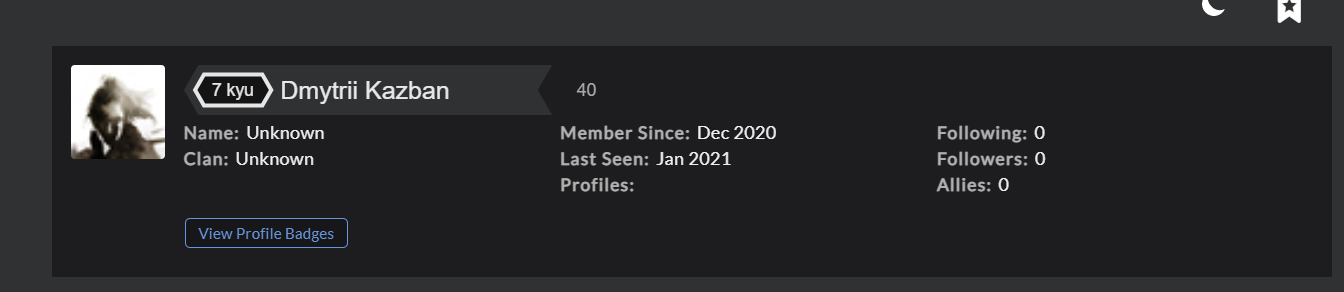 7 kyu Dmytrii Kazban 40
Name: Unknown
Clan: Unknown
Member Since: Dec 2020
Last Seen: Jan 2021
Profiles:
Following: 0
Followers: 0
Allies: 0
View Profile Badges